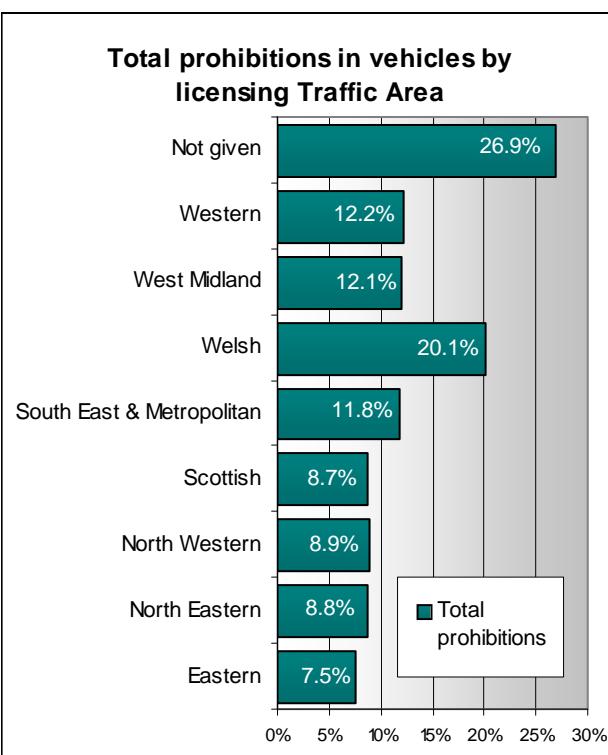 Total prohibitions in vehicles by
licensing Traffic Area
Not given 26.9%
Western 12.2%
West Midland 12.1%
Welsh 20.1%
South East & Metropolitan 11.8%
Scottish 8.7%
North Western 8.9%
North Eastern 8.8%
Eastern 7.5%
Total
prohibitions
0% 5% 10% 15% 20% 25% 30%